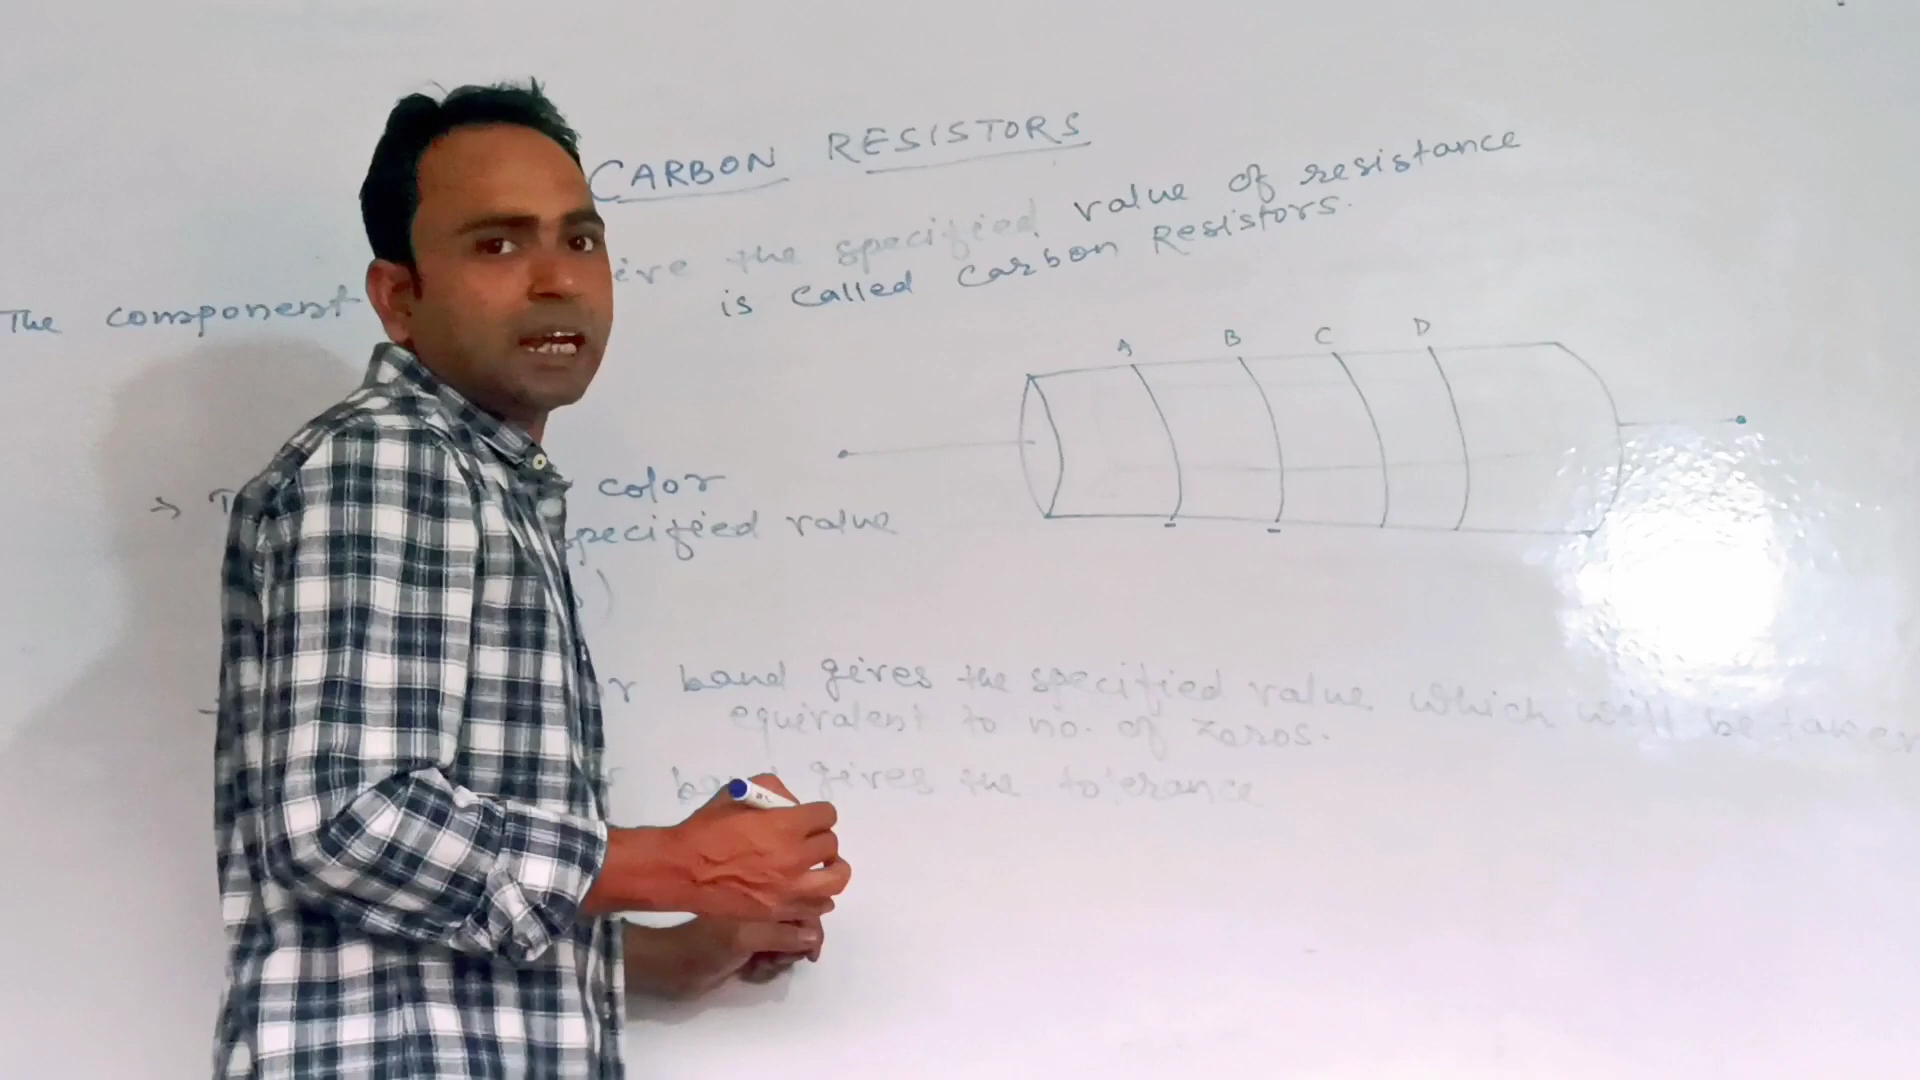 CARBON RESISTORS
The component the specified value of resistance
is called Carbon Resistors.
A B C D
→ color
specified value
)
band gives the specified value which will be taken
equivalent to no. of zeros.
band gives the tolerance